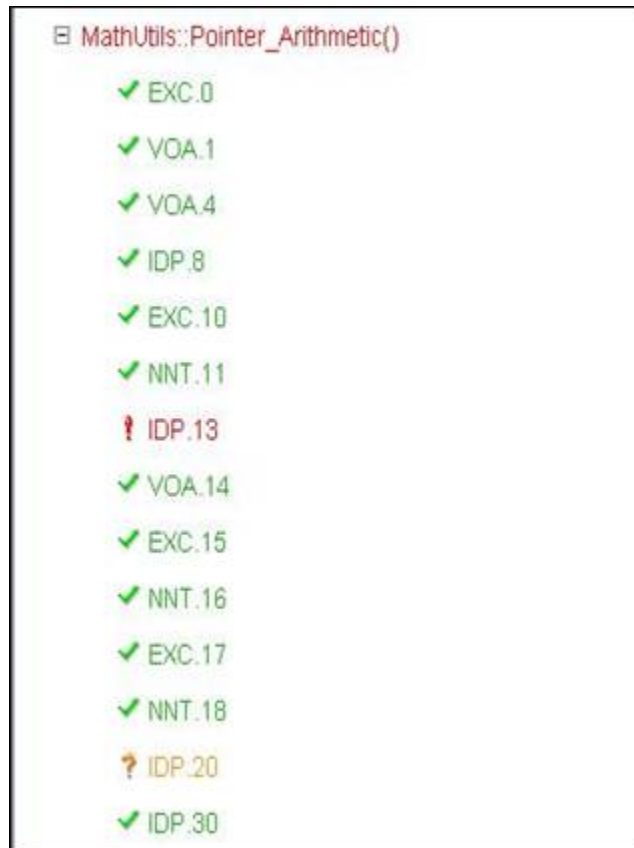 MathUtils::Pointer_Arithmetic()
EXC.0
VOA.1
VOA.4
IDP.8
EXC.10
NNT.11
IDP.13
VOA.14
EXC.15
NNT.16
EXC.17
NNT.18
IDP.20
IDP.30